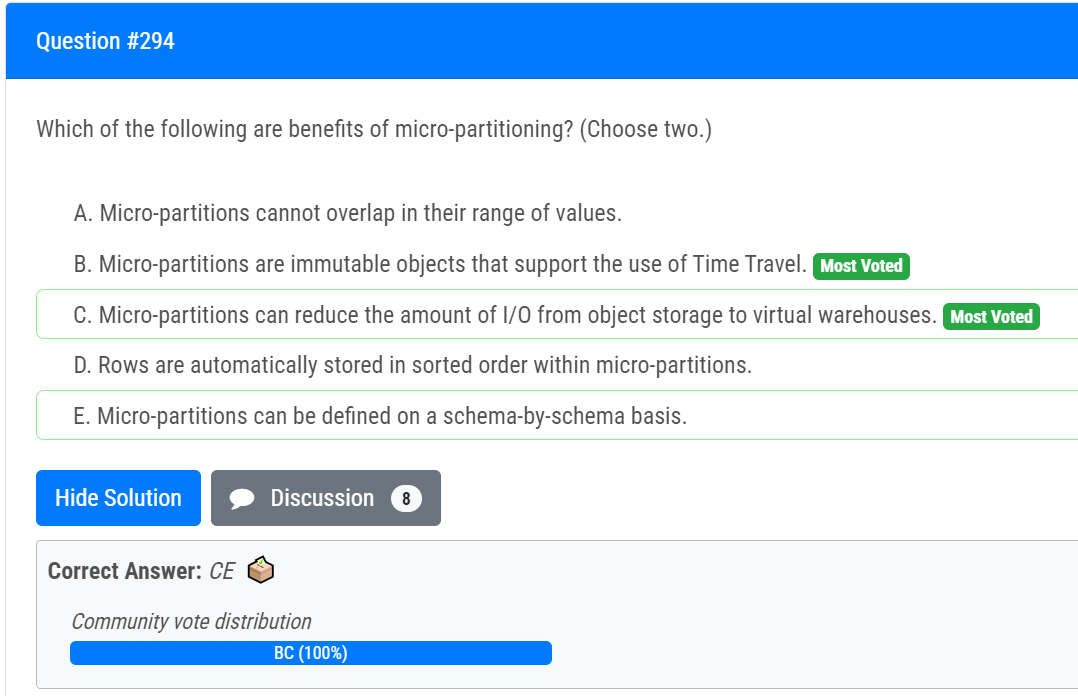 Question #294
Which of the following are benefits of micro-partitioning? (Choose two.)
A. Micro-partitions cannot overlap in their range of values.
B. Micro-partitions are immutable objects that support the use of Time Travel. Most Voted
C. Micro-partitions can reduce the amount of I/O from object storage to virtual warehouses. Most Voted
D. Rows are automatically stored in sorted order within micro-partitions.
E. Micro-partitions can be defined on a schema-by-schema basis.
Hide Solution Discussion 8
Correct Answer: CE
Community vote distribution
BC (100%)